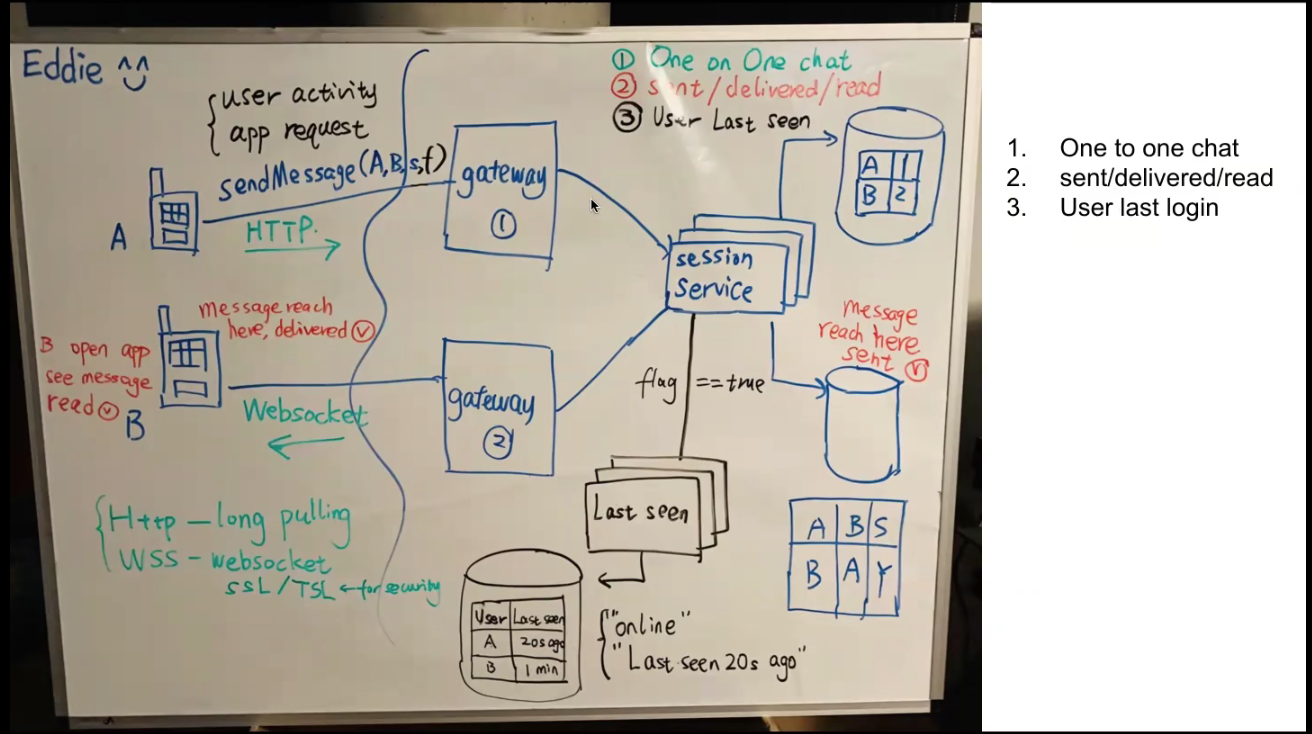 Eddie
user activity
app request
sendMessage(A,B,s,f)
HTTP.
A
gateway
1
1 One on One chat
2 sent/delivered/read
3 User Last seen
A 1
B 2
session
service
message reach
here, delivered v
B open app
see message
read v
B
Websocket
gateway
2
message
reach here
sent v
flag ==true
Last seen
Http – long pulling
WSS – websocket
SSL/TSL ← for security
User Last seen
A 20s ago
B 1 min
"online"
"Last seen 20s ago"
A B S
B A Y
1. One to one chat
2. sent/delivered/read
3. User last login